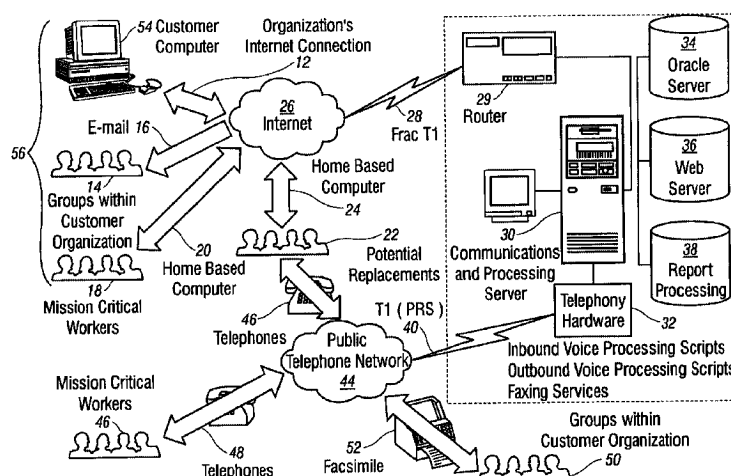 54 Customer
Computer
Organization's
Internet Connection
12
34
Oracle
Server
26
Internet
28
Frac T1
29
Router
E-mail 16
56
36
Web
Server
Home Based
Computer
24
14
Groups within
Customer
Organization
20
Home Based
Computer
18
Mission Critical
Workers
22
Potential
Replacements
30
Communications
and Processing
Server
38
Report
Processing
46
Telephones
T1 ( PRS )
40
Telephony
Hardware
32
Public
Telephone Network
44
Inbound Voice Processing Scripts
Outbound Voice Processing Scripts
Faxing Services
Mission Critical
Workers
46
48
Telephones
52
Facsimile
Groups within
Customer Organization
50